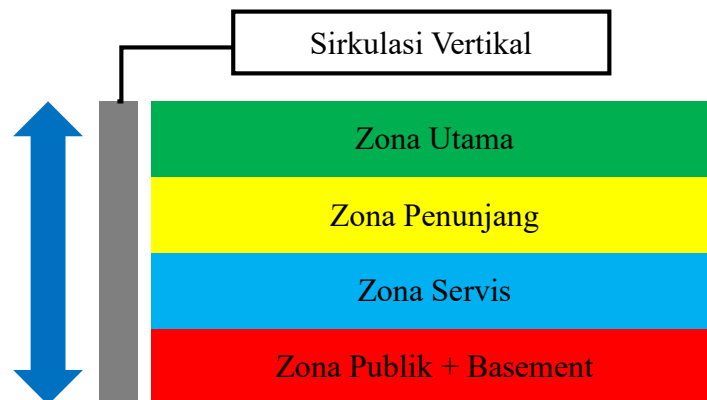 Sirkulasi Vertikal
Zona Utama
Zona Penunjang
Zona Servis
Zona Publik + Basement